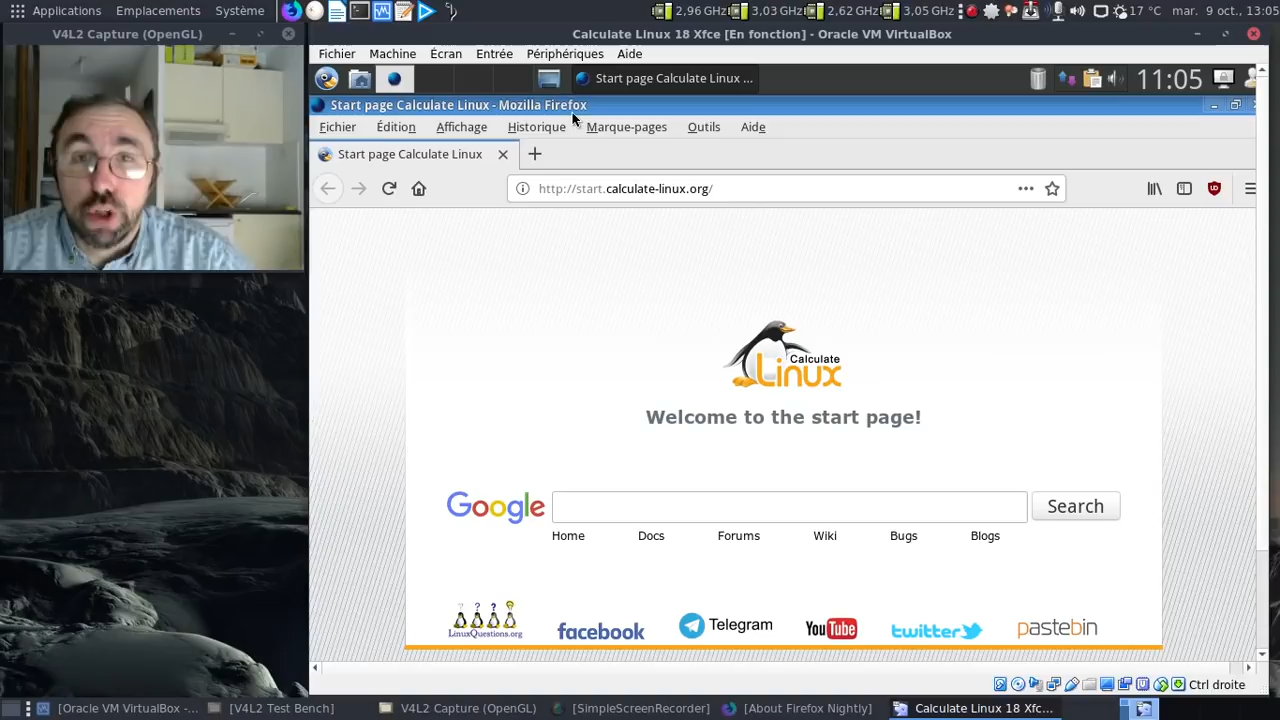 Applications Emplacements Système 2,96 GHz 3,03 GHz 2,62 GHz 3,05 GHz 17 °C mar. 9 oct., 13:05
V4L2 Capture (OpenGL)
Calculate Linux 18 Xfce [En fonction] - Oracle VM VirtualBox
Fichier Machine Écran Entrée Périphériques Aide
Start page Calculate Linux ... 11:05
Start page Calculate Linux - Mozilla Firefox
Fichier Édition Affichage Historique Marque-pages Outils Aide
Start page Calculate Linux
http://start.calculate-linux.org/
Calculate
Linux
Welcome to the start page!
Google Search
Home Docs Forums Wiki Bugs Blogs
LinuxQuestions.org facebook Telegram YouTube twitter pastebin
Ctrl droite
[Oracle VM VirtualBox -... [V4L2 Test Bench] V4L2 Capture (OpenGL) [SimpleScreenRecorder] [About Firefox Nightly] Calculate Linux 18 Xfc...